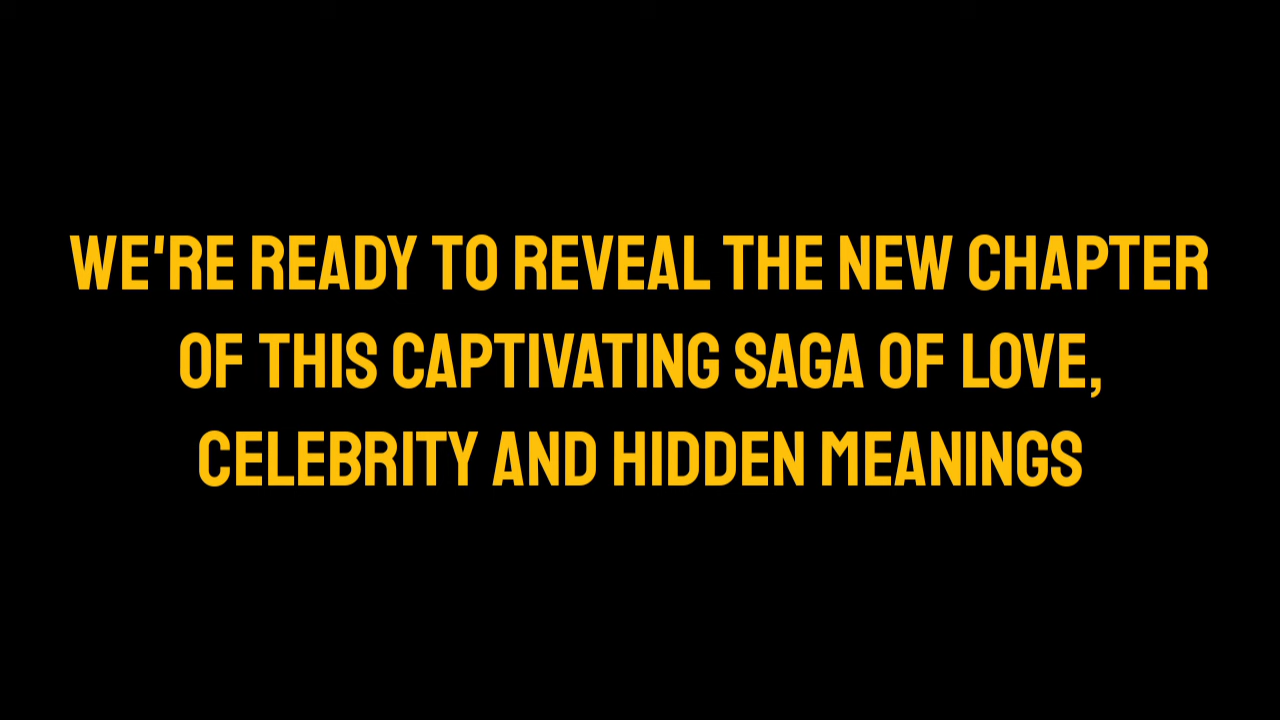 WE'RE READY TO REVEAL THE NEW CHAPTER
OF THIS CAPTIVATING SAGA OF LOVE,
CELEBRITY AND HIDDEN MEANINGS